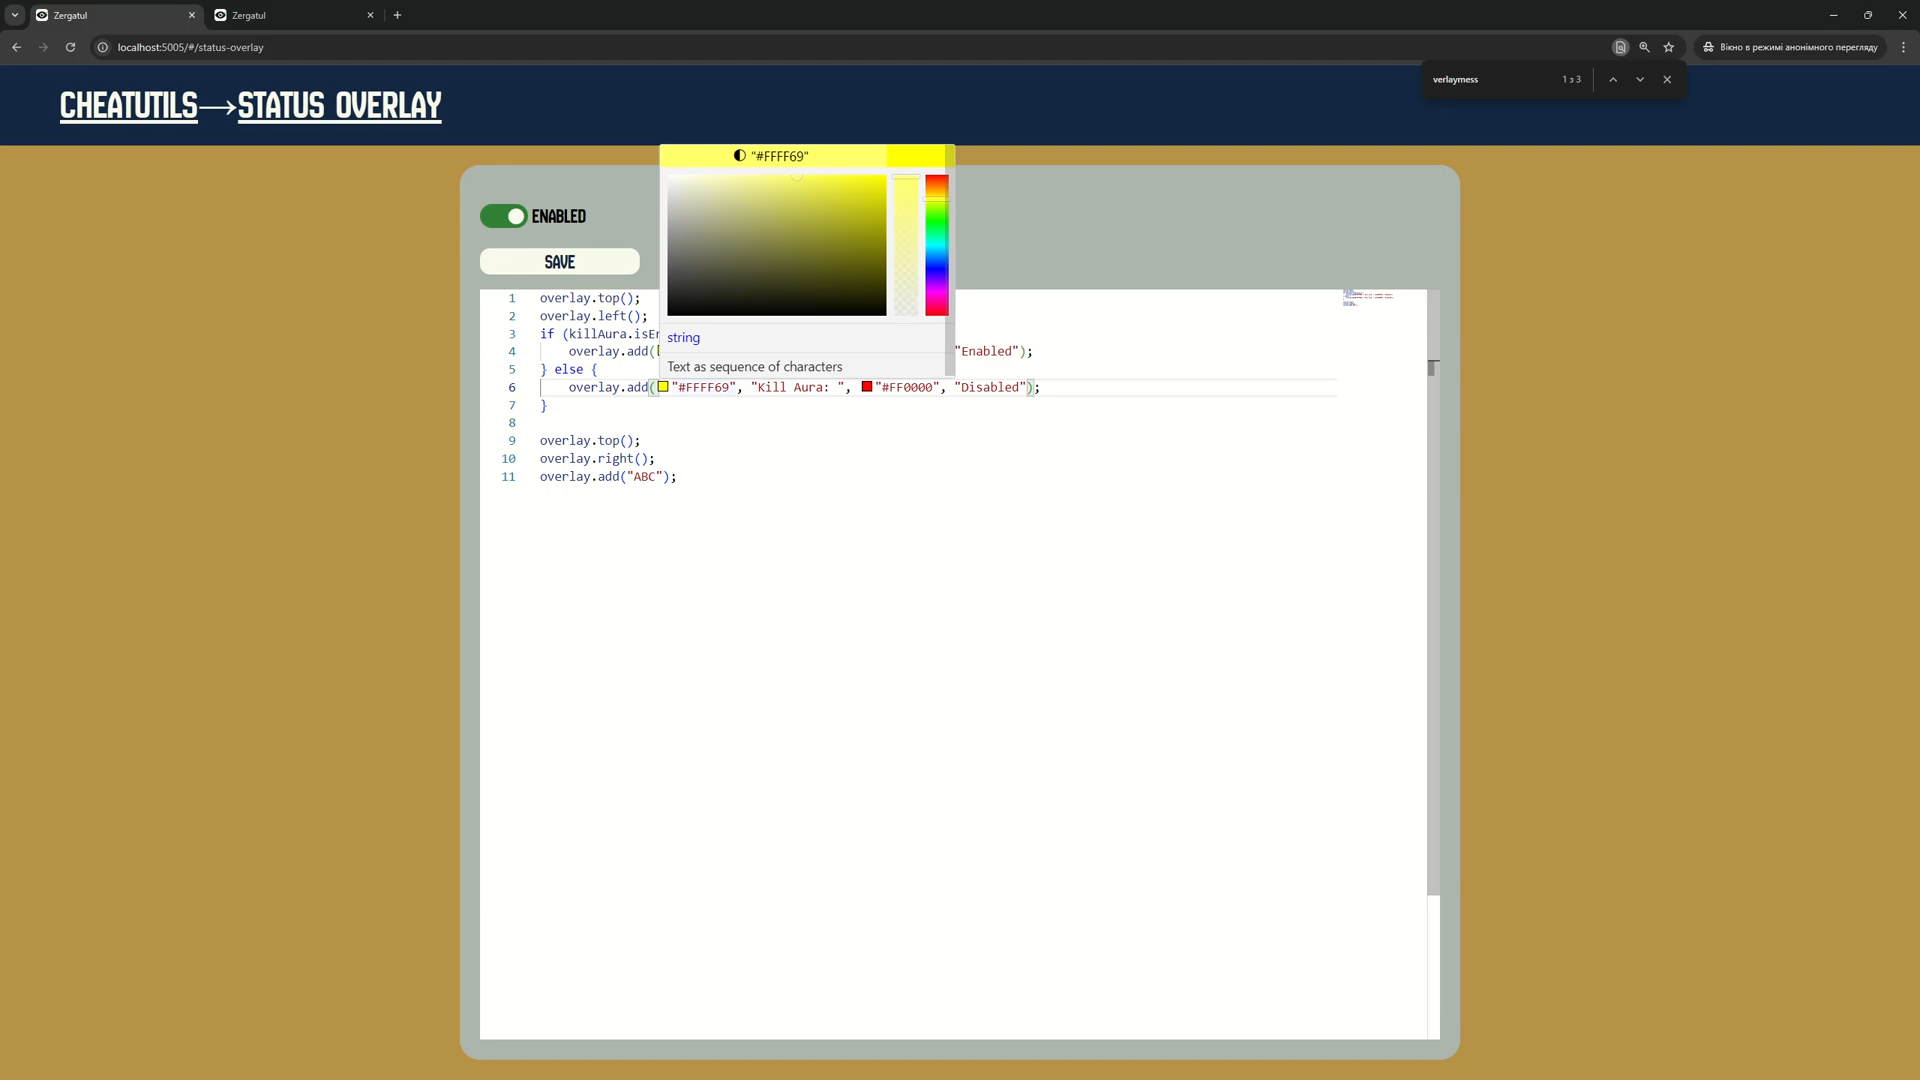 Zergatul
Zergatul
localhost:5005/#/status-overlay
Вікно в режимі анонімного перегляду
verlaymess
1 з 3
CHEATUTILS→STATUS OVERLAY
"#FFFF69"
ENABLED
SAVE
string
Text as sequence of characters
1 overlay.top();
2 overlay.left();
3 if (killAura.isEn
4 overlay.add( "Enabled");
5 } else {
6 overlay.add("#FFFF69", "Kill Aura: ", "#FF0000", "Disabled");
7 }
8
9 overlay.top();
10 overlay.right();
11 overlay.add("ABC");